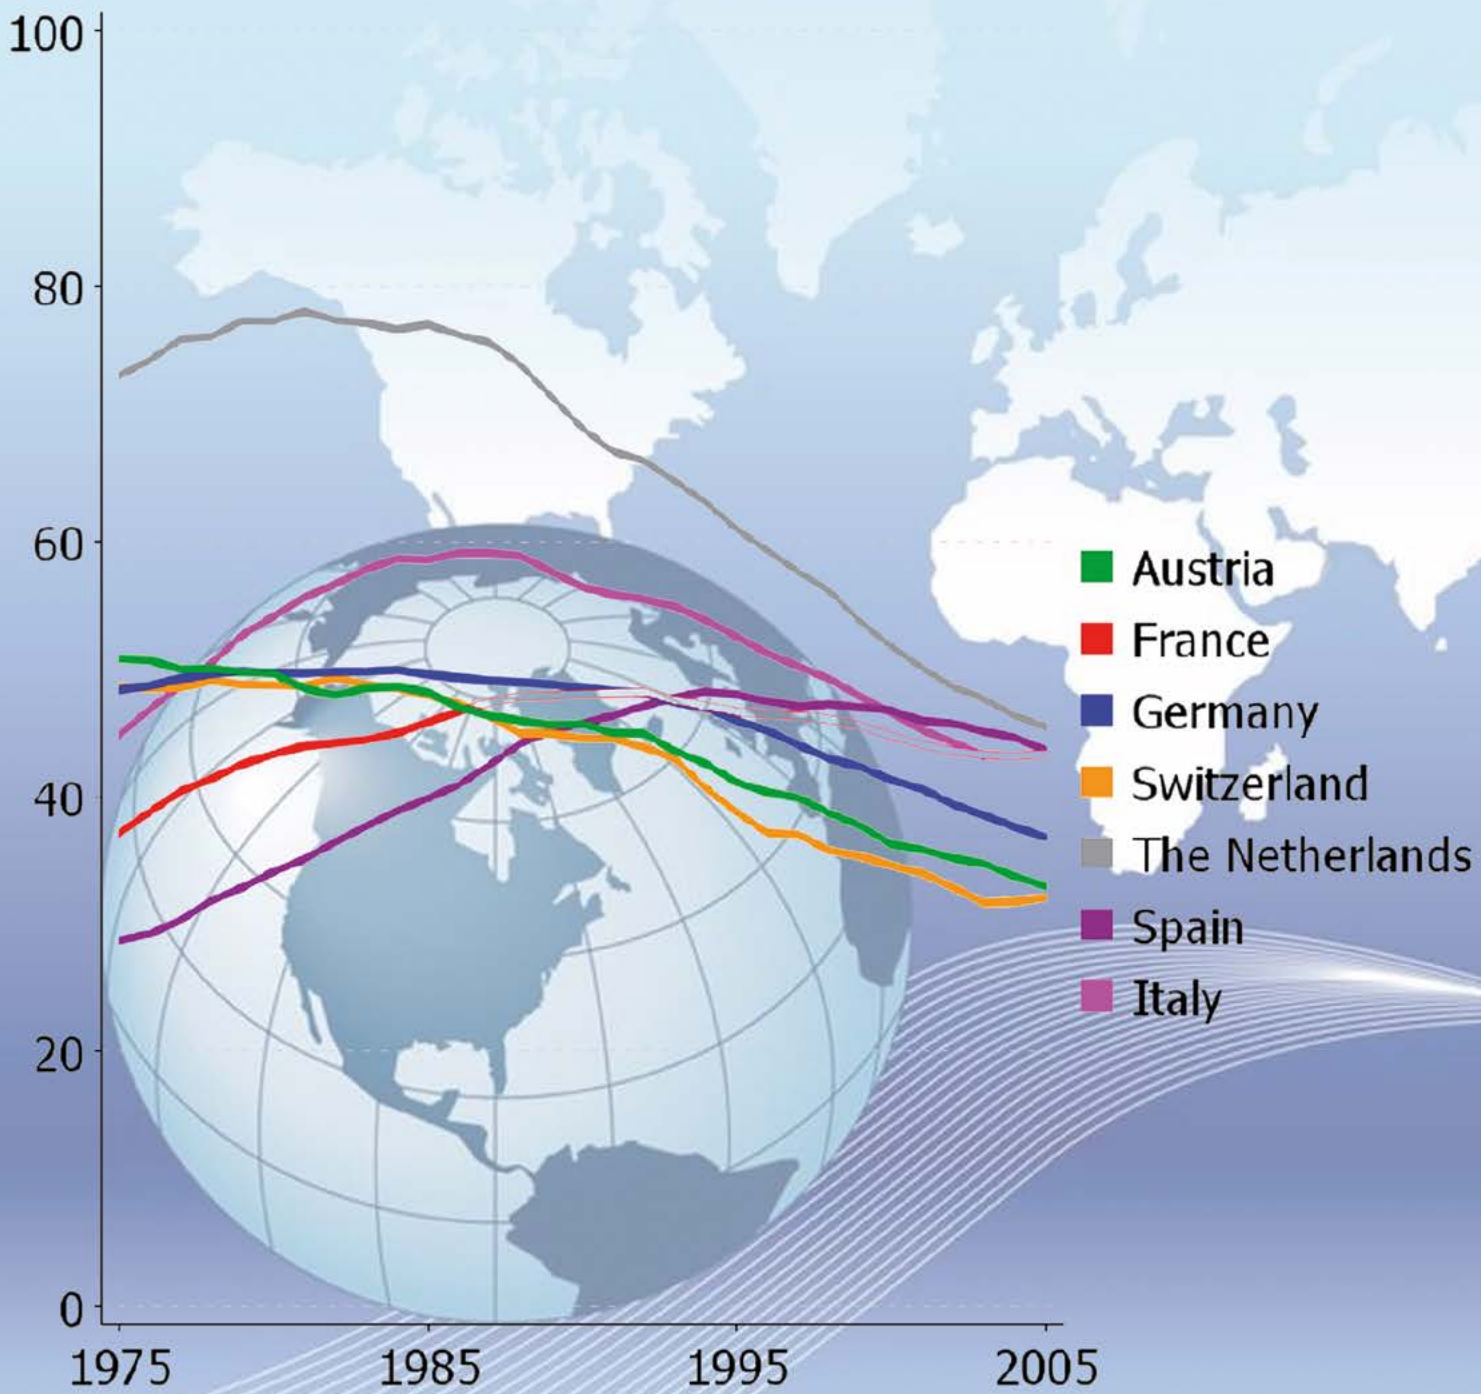 100
80
60
40
20
0
1975 1985 1995 2005
Austria
France
Germany
Switzerland
The Netherlands
Spain
Italy